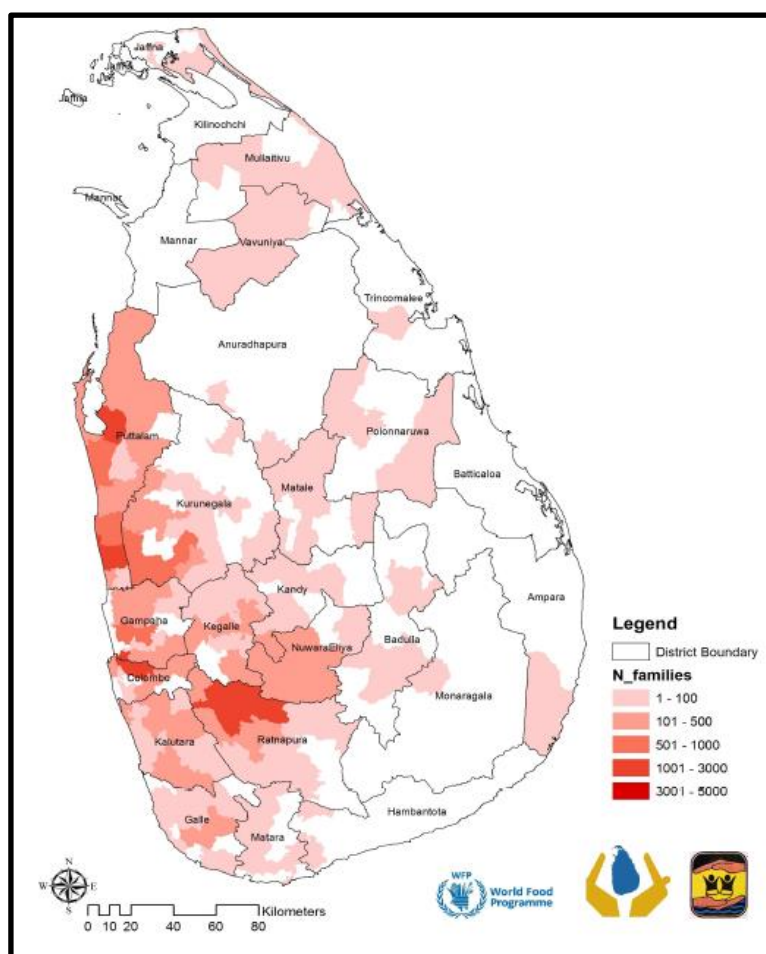 Jaffna
Jaffna
Jaffna
Kilinochchi
Mullaitivu
Mannar
Mannar
Vavuniya
Trincomalee
Anuradhapura
Polonnaruwa
Puttalam
Batticaloa
Matale
Kurunegala
Kandy
Ampara
Gampaha
Kegalle
NuwaraEliya
Badulla
Colombo
Monaragala
Kalutara
Ratnapura
Hambantota
Galle
Matara
Legend
District Boundary
N_families
1 - 100
101 - 500
501 - 1000
1001 - 3000
3001 - 5000
N
W E
S
Kilometers
0 10 20 40 60 80
WFP
World Food
Programme